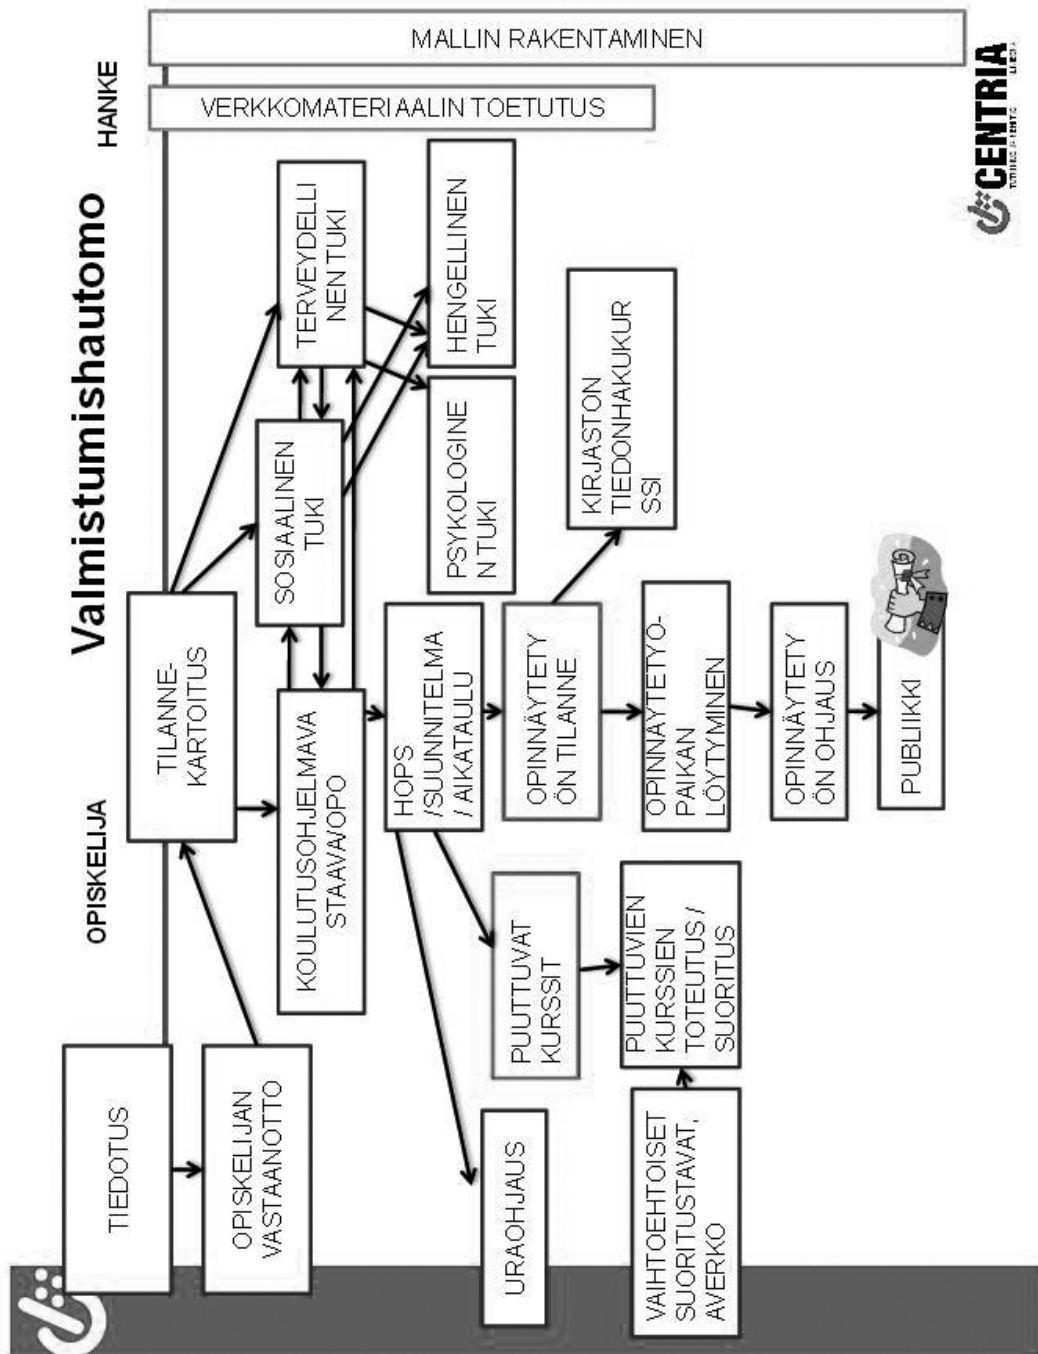 Valmistumishautomo
OPISKELIJA
HANKE
TIEDOTUS
OPISKELIJAN
VASTAANOTTO
TILANNE-
KARTOITUS
KOULUTUSOHJELMAVA
STAAVA/OPO
SOSIAALINEN
TUKI
TERVEYDELLI
NEN TUKI
PSYKOLOGINE
N TUKI
HENGELLINEN
TUKI
HOPS
/SUUNNITELMA
/ AIKATAULU
URAOHJAUS
PUUTTUVAT
KURSSIT
OPINNÄYTETY
ÖN TILANNE
KIRJASTON
TIEDONHAKUKUR
SSI
VAIHTOEHTOISET
SUORITUSTAVAT,
AVERKO
PUUTTUVIEN
KURSSIEN
TOTEUTUS /
SUORITUS
OPINNÄYTETYÖ-
PAIKAN
LÖYTYMINEN
OPINNÄYTETY
ÖN OHJAUS
PUBLIIKKI
VERKKOMATERIAALIN TOETUTUS
MALLIN RAKENTAMINEN
CENTRIA